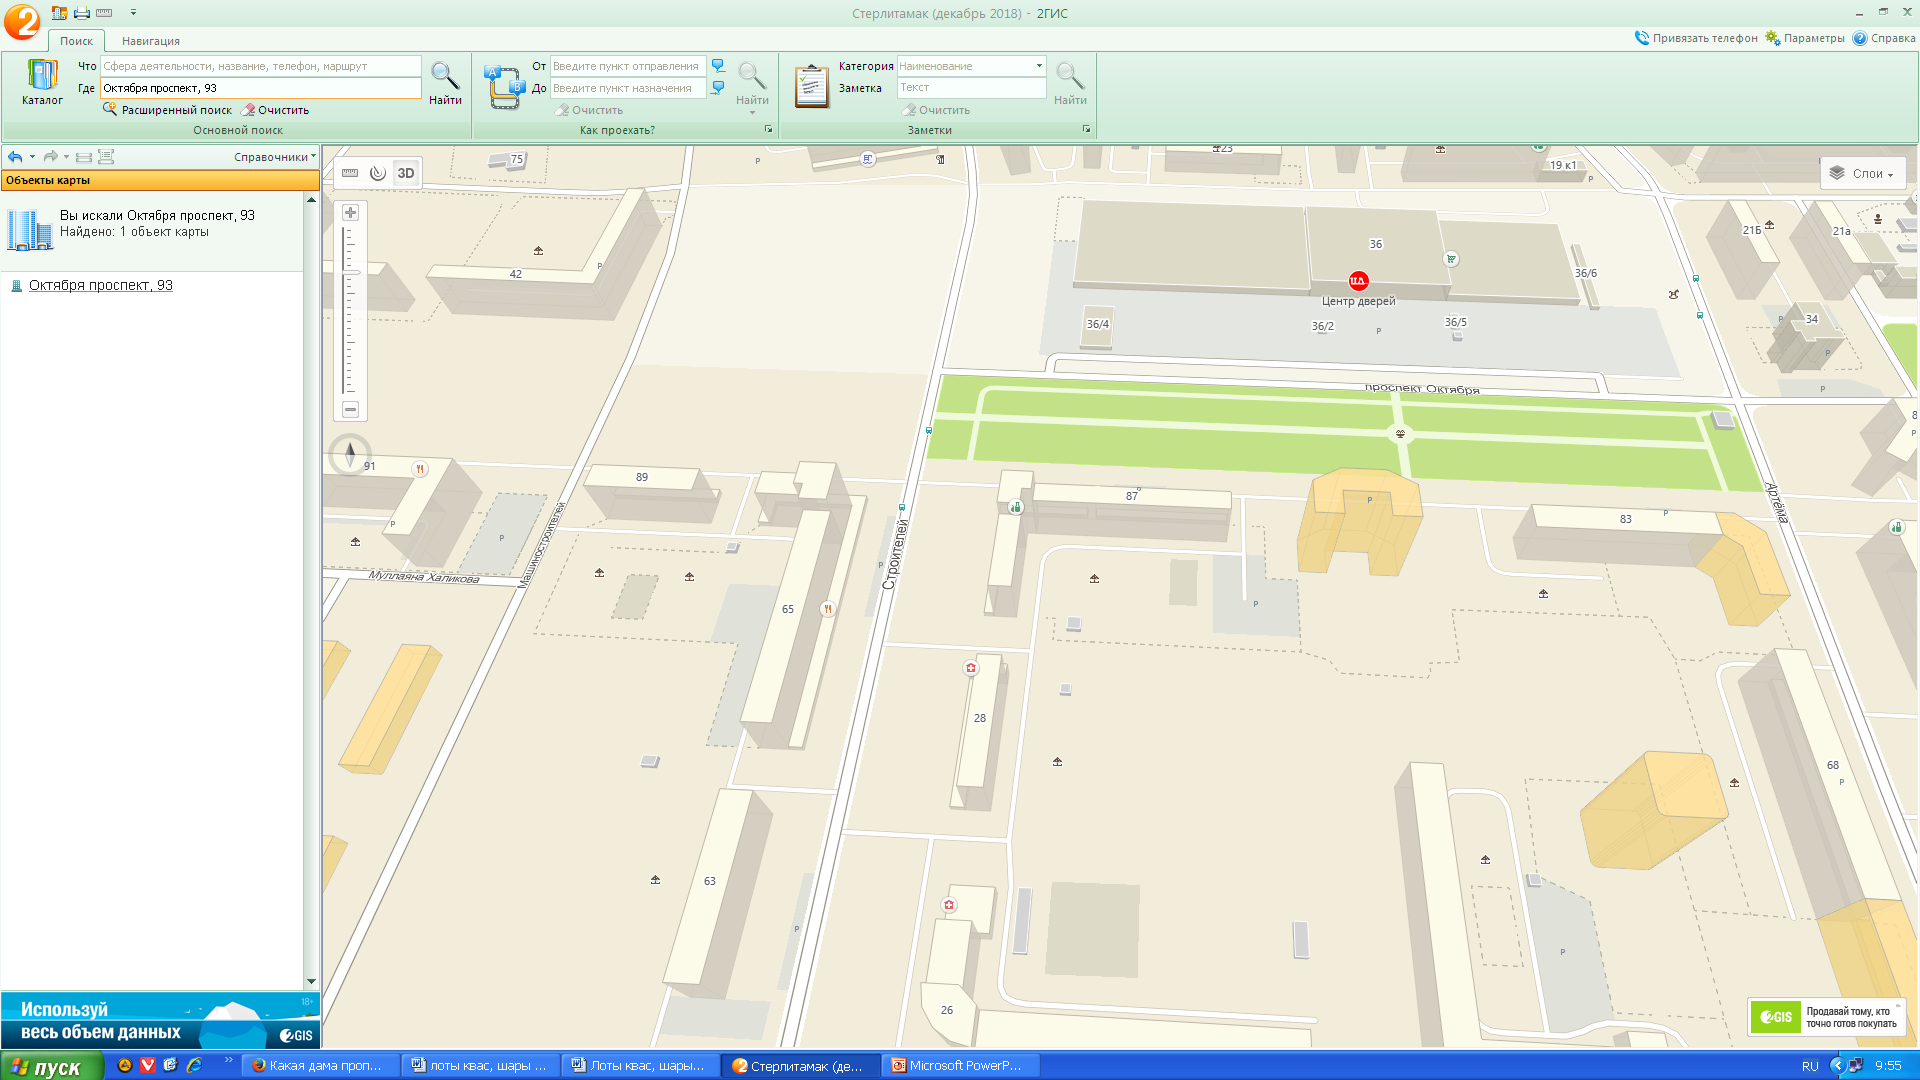 Стерлитамак (декабрь 2018) - 2ГИС
Поиск
Навигация
Привязать телефон
Параметры
Справка
Каталог
Что
Сфера деятельности, название, телефон, маршрут
Где
Октября проспект, 93
Расширенный поиск
Очистить
Найти
Основной поиск
От
Введите пункт отправления
До
Введите пункт назначения
Очистить
Найти
Как проехать?
Категория
Наименование
Заметка
Текст
Очистить
Найти
Заметки
Справочники
Объекты карты
Вы искали Октября проспект, 93
Найдено: 1 объект карты
Октября проспект, 93
Используй
весь объем данных
18+
2GIS
3D
Слои
75
23
19 к1
21Б
21а
42
36
36/6
Центр дверей
36/4
36/2
36/5
34
проспект Октября
91
89
87
83
Артёма
Машиностроителей
Строителей
Муллаяна Халикова
65
28
68
63
26
2GIS
Продавай тому, кто
точно готов покупать
пуск
Какая дама проп...
лоты квас, шары ...
Лоты квас, шары...
Стерлитамак (де...
Microsoft PowerP...
RU
9:55